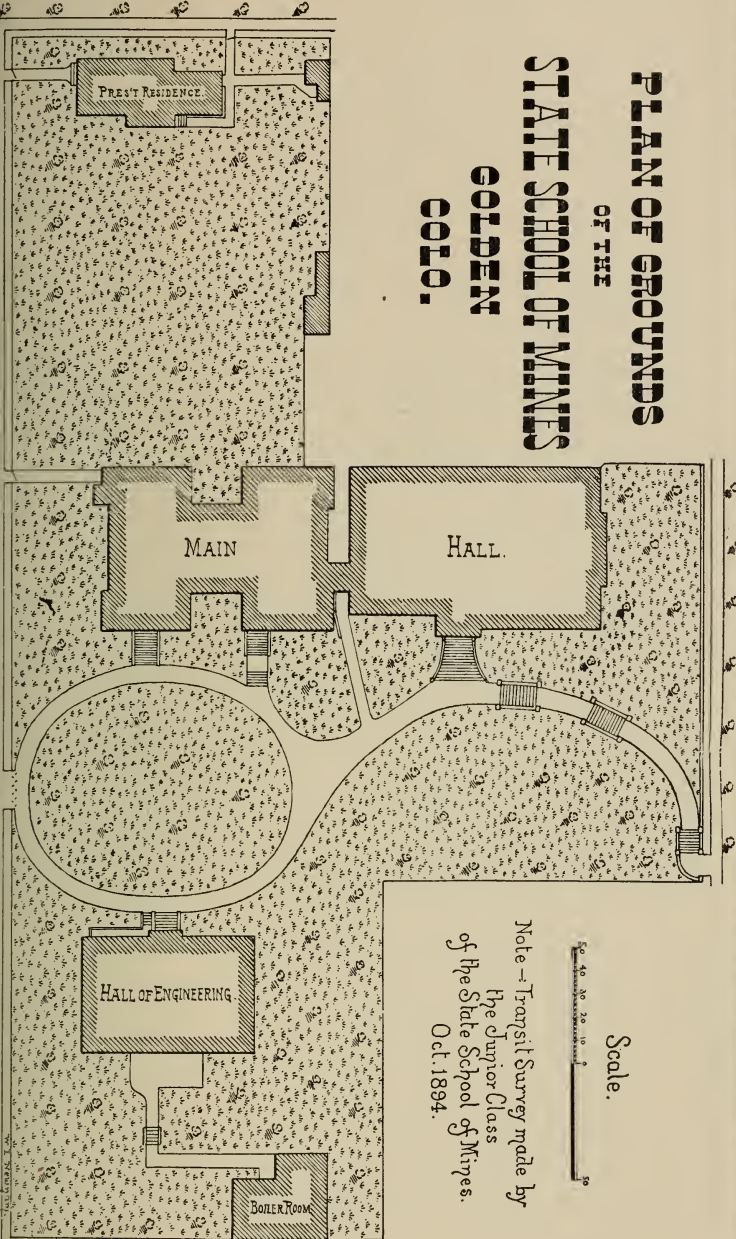 PLAN OF GROUNDS
OF THE
STATE SCHOOL OF MINES
GOLDEN
COLO.
PRES'T RESIDENCE.
MAIN
HALL.
HALL OF ENGINEERING.
BOILER ROOM
Scale.
50 40 30 20 10 0 50
Note—: Transit Survey made by
the Junior Class
of the State School of Mines.
Oct. 1894.